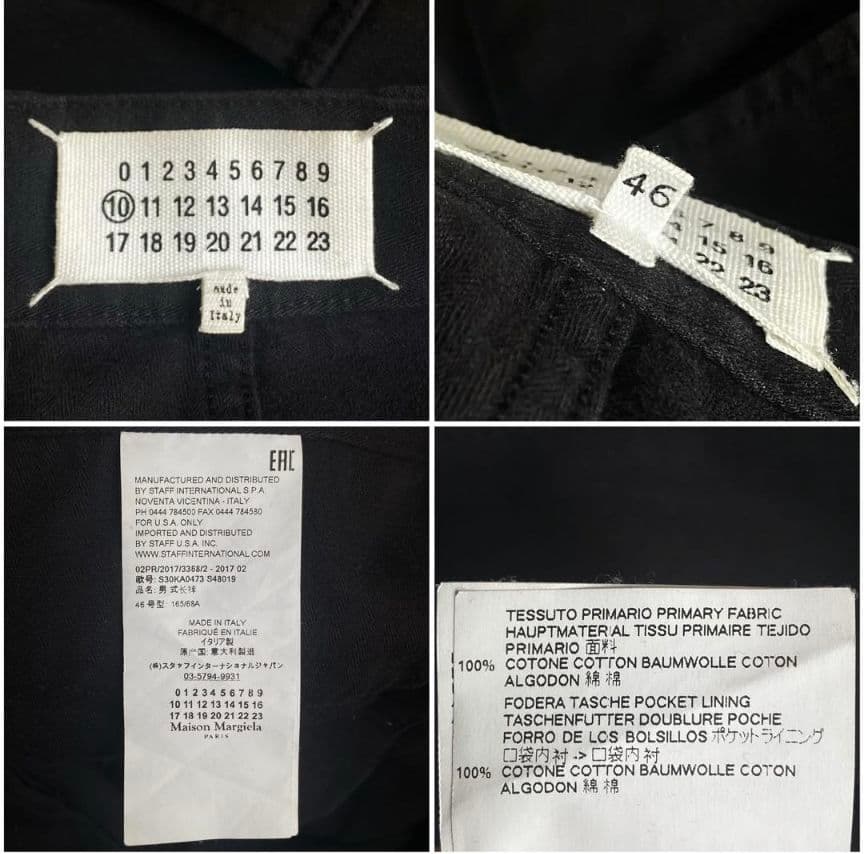 0 1 2 3 4 5 6 7 8 9
10 11 12 13 14 15 16
17 18 19 20 21 22 23
made
in
Italy
46
7 8 9
15 16
22 23
EAC
MANUFACTURED AND DISTRIBUTED
BY STAFF INTERNATIONAL S.P.A
NOVENTA VICENTINA - ITALY
PH 0444 784500 FAX 0444 784580
FOR U.S.A. ONLY
IMPORTED AND DISTRIBUTED
BY STAFF U.S.A. INC.
WWW.STAFFINTERNATIONAL.COM
02PR/2017/3368/2 - 2017 02
款号: S30KA0473 S48019
品名: 男式长裤
46 号型: 165/68A
MADE IN ITALY
FABRIQUÉ EN ITALIE
イタリア製
原产国: 意大利製造
(株)スタッフインターナショナルジャパン
03-5794-9931
0 1 2 3 4 5 6 7 8 9
10 11 12 13 14 15 16
17 18 19 20 21 22 23
Maison Margiela
PARIS
TESSUTO PRIMARIO PRIMARY FABRIC
HAUPTMATERIAL TISSU PRIMAIRE TEJIDO
PRIMARIO 面料
100% COTONE COTTON BAUMWOLLE COTON
ALGODON 綿 棉
FODERA TASCHE POCKET LINING
TASCHENFUTTER DOUBLURE POCHE
FORRO DE LOS BOLSILLOS ポケットライニング
口袋内衬 -> 口袋内衬
100% COTONE COTTON BAUMWOLLE COTON
ALGODON 綿 棉